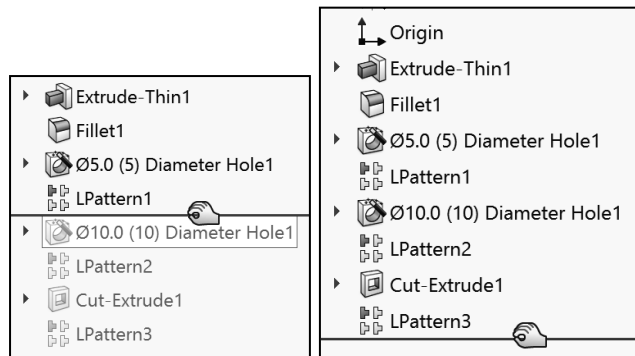 Extrude-Thin1
Fillet1
Ø5.0 (5) Diameter Hole1
LPattern1
Ø10.0 (10) Diameter Hole1
LPattern2
Cut-Extrude1
LPattern3
Origin
Extrude-Thin1
Fillet1
Ø5.0 (5) Diameter Hole1
LPattern1
Ø10.0 (10) Diameter Hole1
LPattern2
Cut-Extrude1
LPattern3